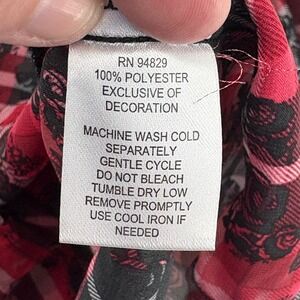 RN 94829
100% POLYESTER
EXCLUSIVE OF
DECORATION
MACHINE WASH COLD
SEPARATELY
GENTLE CYCLE
DO NOT BLEACH
TUMBLE DRY LOW
REMOVE PROMPTLY
USE COOL IRON IF
NEEDED